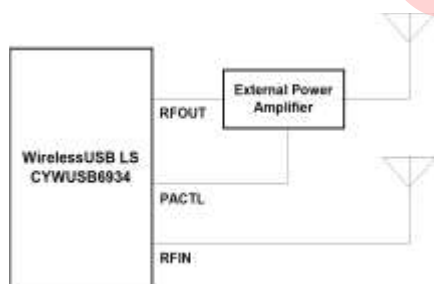 External Power
Amplifier
RFOUT
WirelessUSB LS
CYWUSB6934
PACTL
RFIN